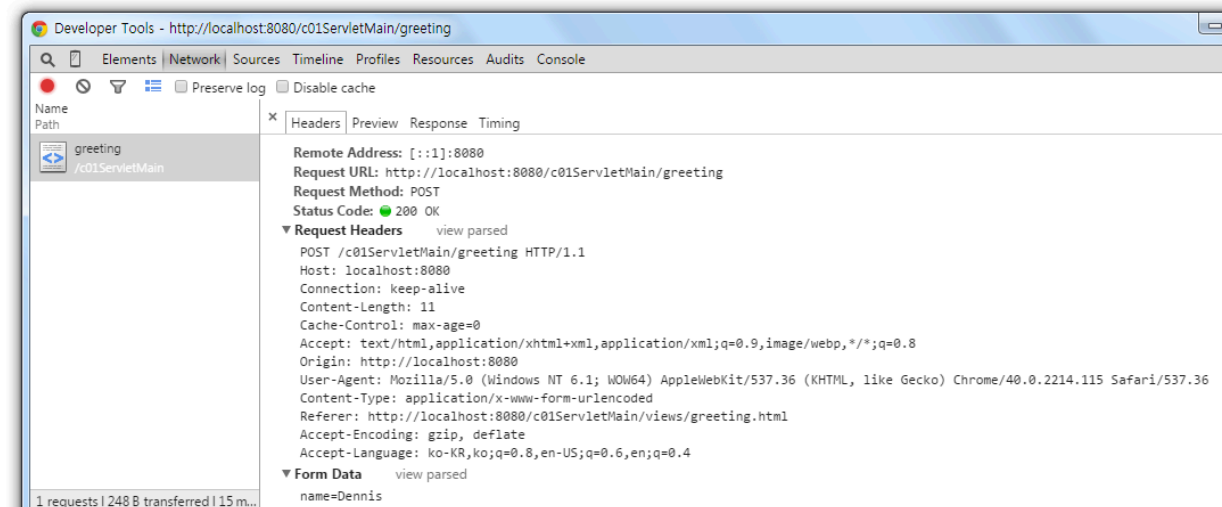 Developer Tools - http://localhost:8080/c01ServletMain/greeting
Elements Network Sources Timeline Profiles Resources Audits Console
Preserve log Disable cache
Name
Path
× Headers Preview Response Timing
greeting
/c01ServletMain
Remote Address: [::1]:8080
Request URL: http://localhost:8080/c01ServletMain/greeting
Request Method: POST
Status Code: 200 OK
Request Headers view parsed
POST /c01ServletMain/greeting HTTP/1.1
Host: localhost:8080
Connection: keep-alive
Content-Length: 11
Cache-Control: max-age=0
Accept: text/html,application/xhtml+xml,application/xml;q=0.9,image/webp,*/*;q=0.8
Origin: http://localhost:8080
User-Agent: Mozilla/5.0 (Windows NT 6.1; WOW64) AppleWebKit/537.36 (KHTML, like Gecko) Chrome/40.0.2214.115 Safari/537.36
Content-Type: application/x-www-form-urlencoded
Referer: http://localhost:8080/c01ServletMain/views/greeting.html
Accept-Encoding: gzip, deflate
Accept-Language: ko-KR,ko;q=0.8,en-US;q=0.6,en;q=0.4
Form Data view parsed
name=Dennis
1 requests | 248 B transferred | 15 m...